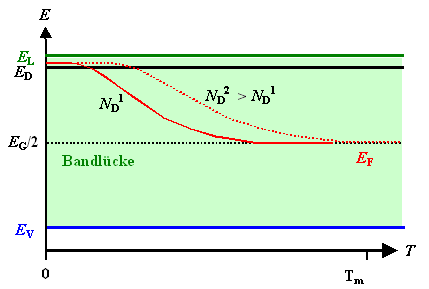 E
E_L
E_D
N_D^1
N_D^2 > N_D^1
E_G/2
Bandlücke
E_F
E_V
T
0
T_m